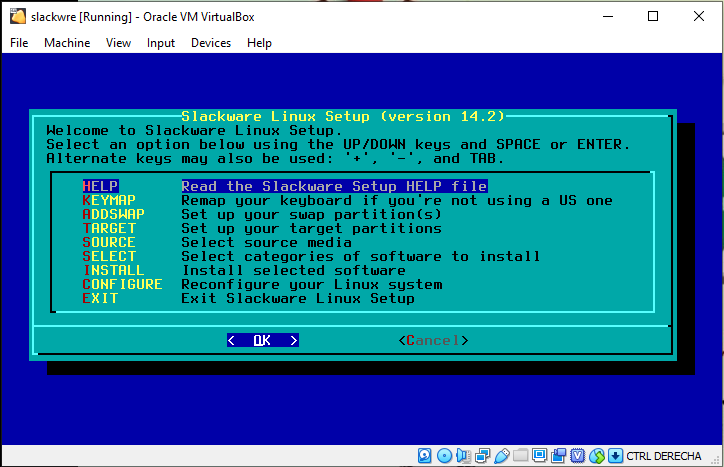 slackwre [Running] - Oracle VM VirtualBox
File Machine View Input Devices Help
Slackware Linux Setup (version 14.2)
Welcome to Slackware Linux Setup.
Select an option below using the UP/DOWN keys and SPACE or ENTER.
Alternate keys may also be used: '+', '-', and TAB.
HELP Read the Slackware Setup HELP file
KEYMAP Remap your keyboard if you're not using a US one
ADDSWAP Set up your swap partition(s)
TARGET Set up your target partitions
SOURCE Select source media
SELECT Select categories of software to install
INSTALL Install selected software
CONFIGURE Reconfigure your Linux system
EXIT Exit Slackware Linux Setup
< OK > <Cancel>
CTRL DERECHA